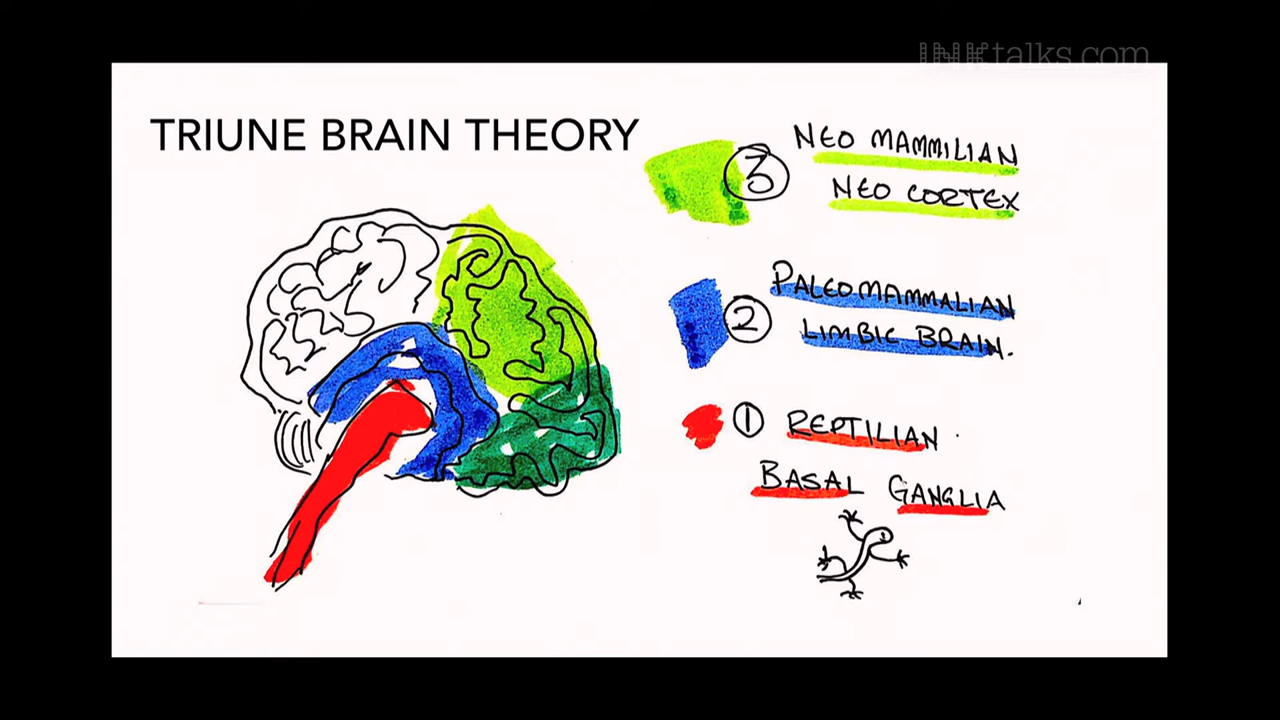 INKtalks.com
TRIUNE BRAIN THEORY
3 NEO MAMMILIAN
NEO CORTEX
2 PALEOMAMMALIAN
LIMBIC BRAIN.
1 REPTILIAN
BASAL GANGLIA